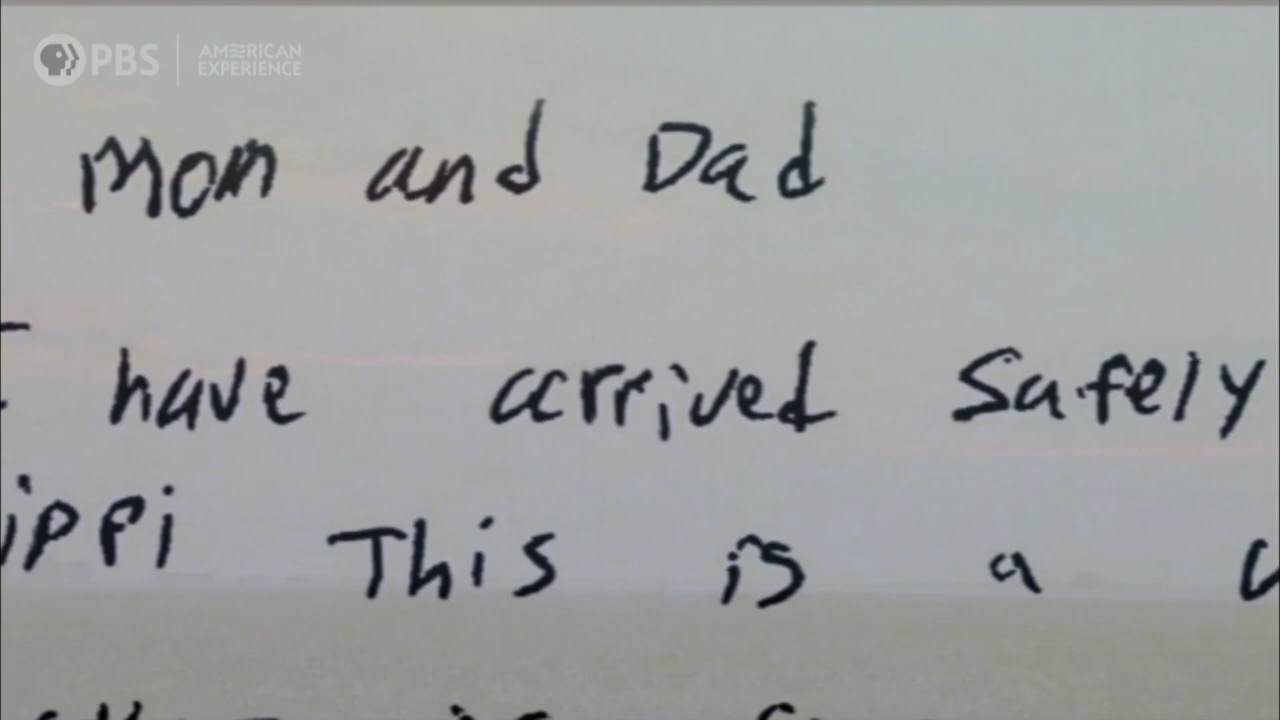 PBS AMERICAN EXPERIENCE
Mom and Dad
I have arrived safely
ippi This is a